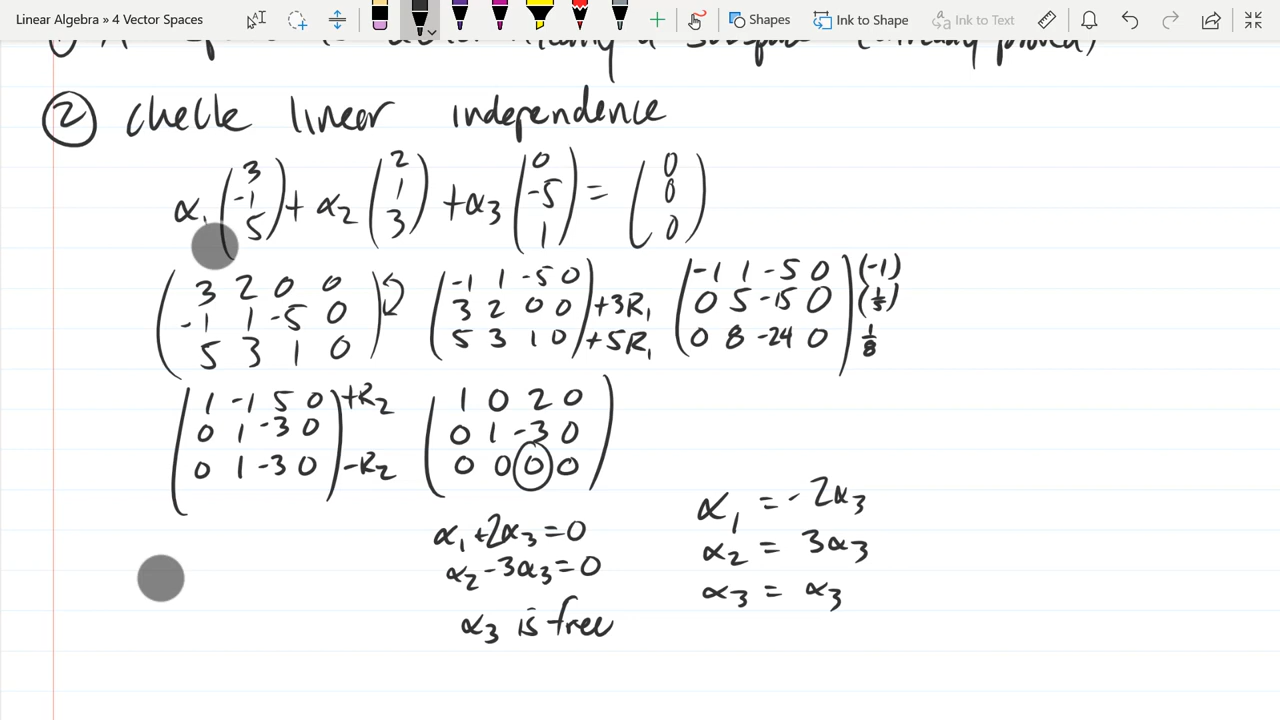 Linear Algebra » 4 Vector Spaces Shapes Ink to Shape Ink to Text
② Check linear independence
α₁ (3 -1 5) + α₂ (2 1 3) + α₃ (0 -5 1) = (0 0 0)
(3 2 0 0) (-1 1 -5 0) (-1 1 -5 0) (-1)
(-1 1 -5 0) (3 2 0 0) +3R₁ (0 5 -15 0) (1/5)
(5 3 1 0) (5 3 1 0) +5R₁ (0 8 -24 0) 1/8
(1 -1 5 0) +R₂ (1 0 2 0)
(0 1 -3 0) (0 1 -3 0)
(0 1 -3 0) -R₂ (0 0 0 0)
α₁ + 2α₃ = 0
α₂ - 3α₃ = 0
α₃ is free
α₁ = -2α₃
α₂ = 3α₃
α₃ = α₃